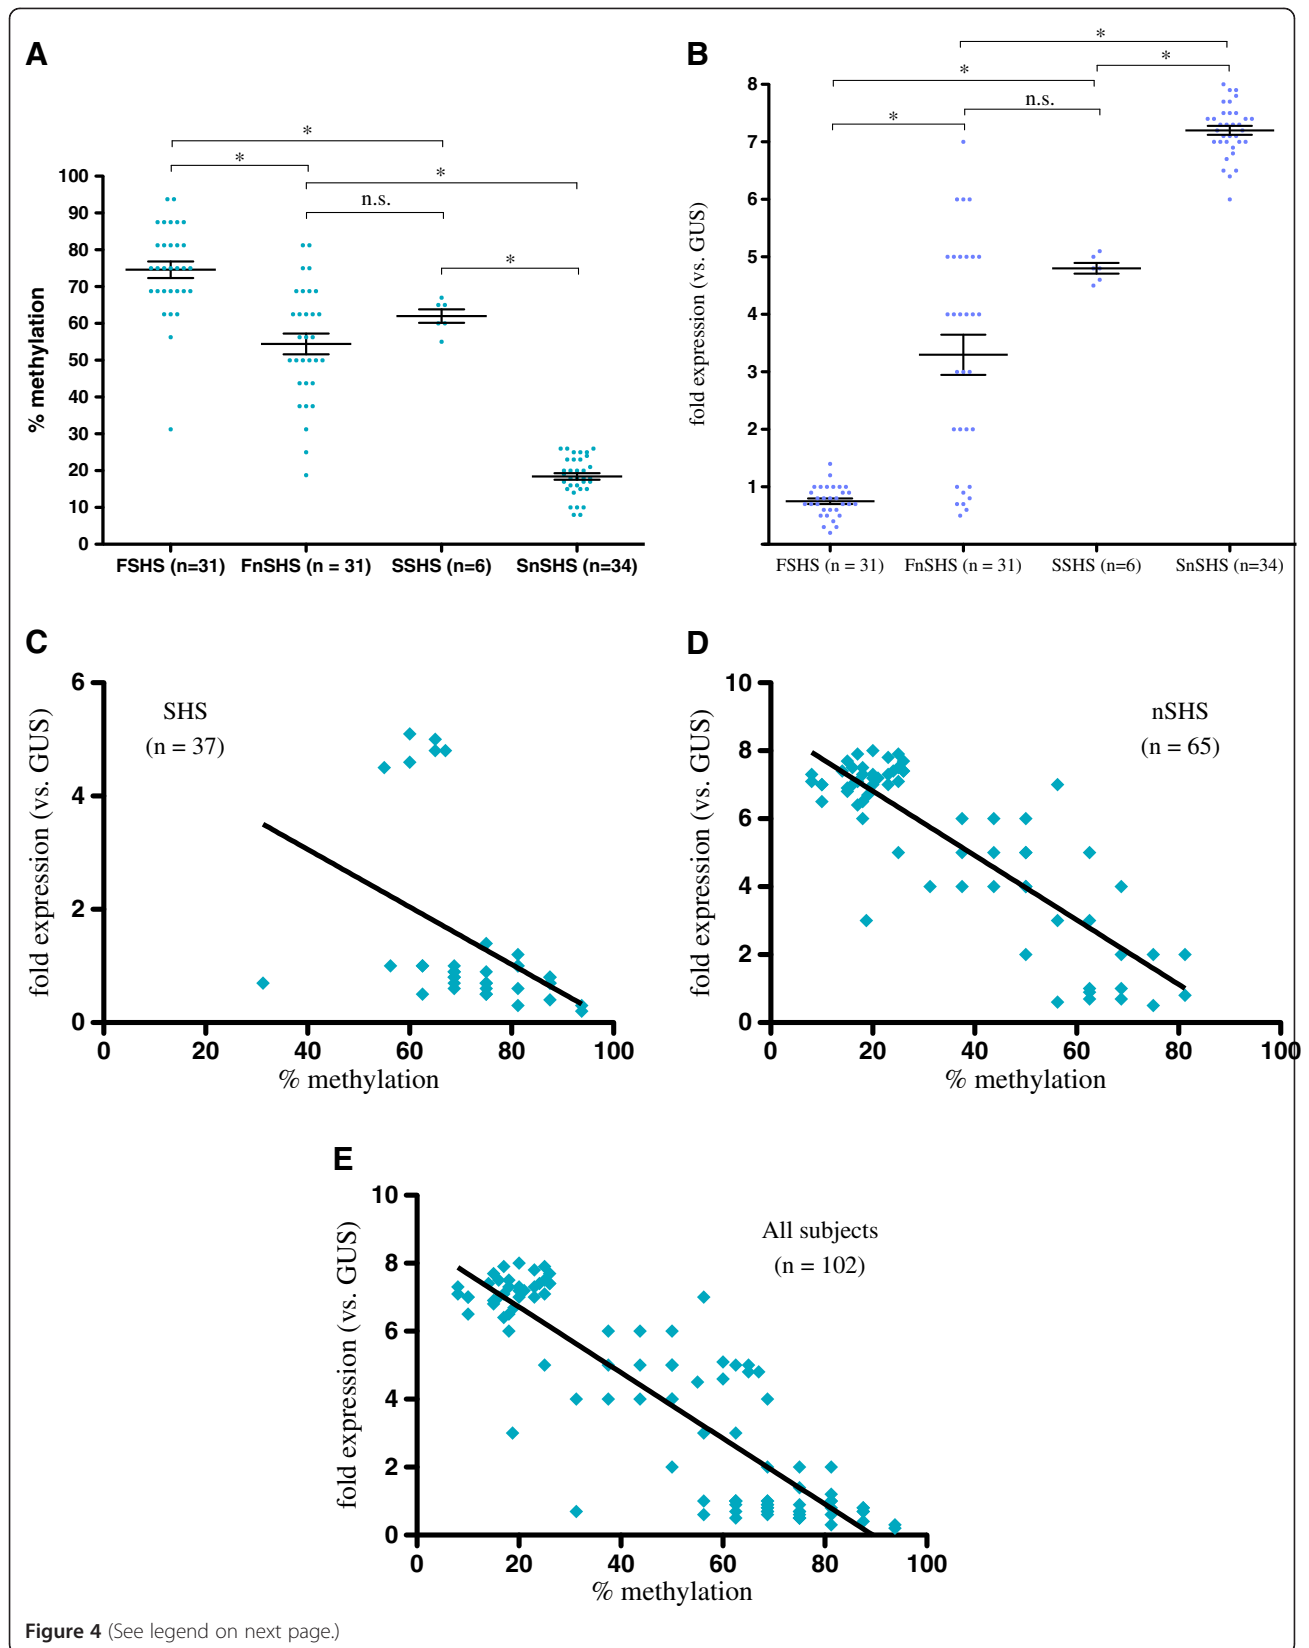 A
*
*
*
n.s.
*
100
90
80
70
60
50
40
30
20
10
0
% methylation
FSHS (n=31) FnSHS (n = 31) SSHS (n=6) SnSHS (n=34)
B
*
*
*
n.s.
*
8
7
6
5
4
3
2
1
fold expression (vs. GUS)
FSHS (n = 31) FnSHS (n = 31) SSHS (n=6) SnSHS (n=34)
C
SHS
(n = 37)
6
4
2
0
fold expression (vs. GUS)
0 20 40 60 80 100
% methylation
D
nSHS
(n = 65)
10
8
6
4
2
0
fold expression (vs. GUS)
0 20 40 60 80 100
% methylation
E
All subjects
(n = 102)
10
8
6
4
2
0
fold expression (vs. GUS)
0 20 40 60 80 100
% methylation
Figure 4 (See legend on next page.)